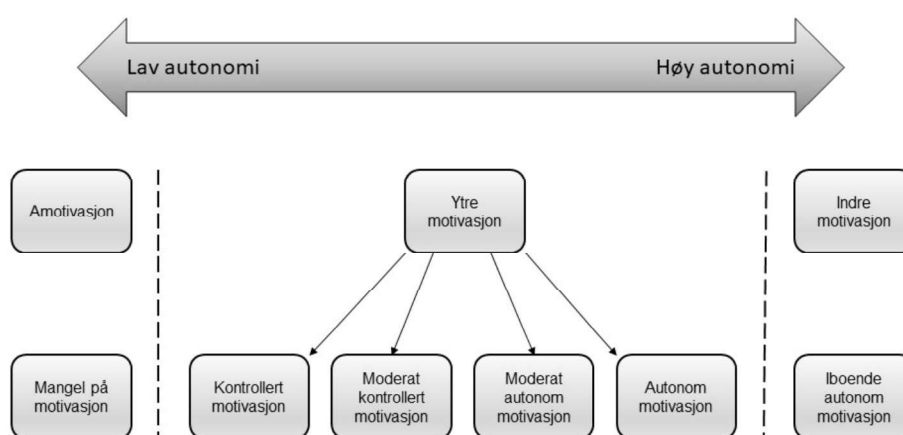 Lav autonomi
Høy autonomi
Amotivasjon
Ytre
motivasjon
Indre
motivasjon
Mangel på
motivasjon
Kontrollert
motivasjon
Moderat
kontrollert
motivasjon
Moderat
autonom
motivasjon
Autonom
motivasjon
Iboende
autonom
motivasjon